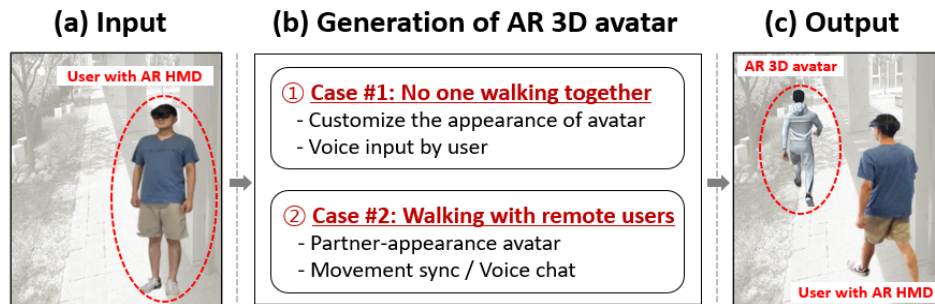 (a) Input
User with AR HMD
(b) Generation of AR 3D avatar
① Case #1: No one walking together
- Customize the appearance of avatar
- Voice input by user
② Case #2: Walking with remote users
- Partner-appearance avatar
- Movement sync / Voice chat
(c) Output
AR 3D avatar
User with AR HMD